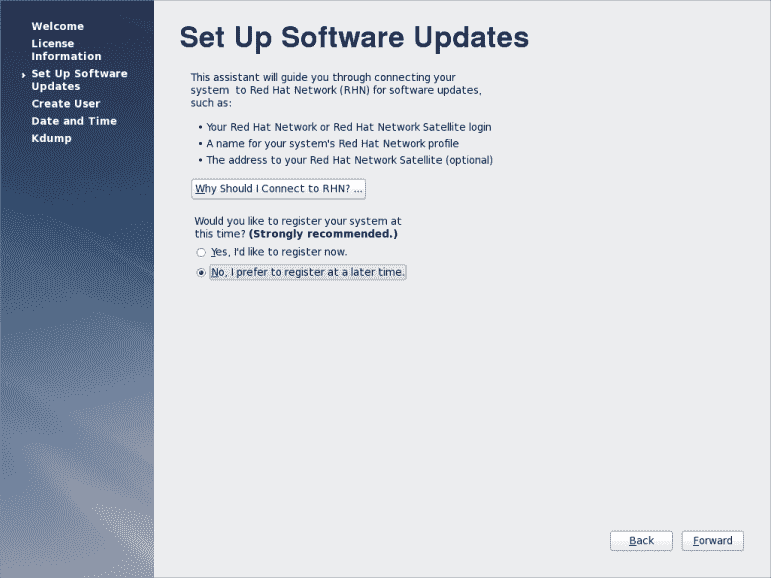 Welcome
License
Information
Set Up Software
Updates
Create User
Date and Time
Kdump
Set Up Software Updates
This assistant will guide you through connecting your
system to Red Hat Network (RHN) for software updates,
such as:
• Your Red Hat Network or Red Hat Network Satellite login
• A name for your system's Red Hat Network profile
• The address to your Red Hat Network Satellite (optional)
Why Should I Connect to RHN? ...
Would you like to register your system at
this time? (Strongly recommended.)
Yes, I'd like to register now.
No, I prefer to register at a later time.
Back
Forward